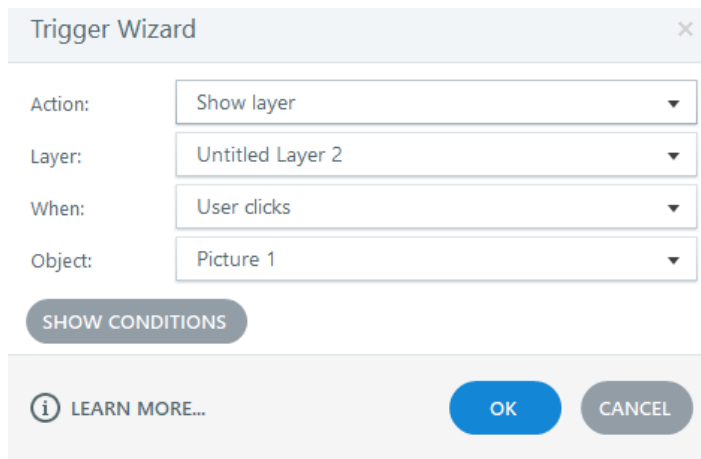 Trigger Wizard
Action: Show layer
Layer: Untitled Layer 2
When: User clicks
Object: Picture 1
SHOW CONDITIONS
LEARN MORE... OK CANCEL